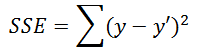 SSE = ∑(y − y′)²